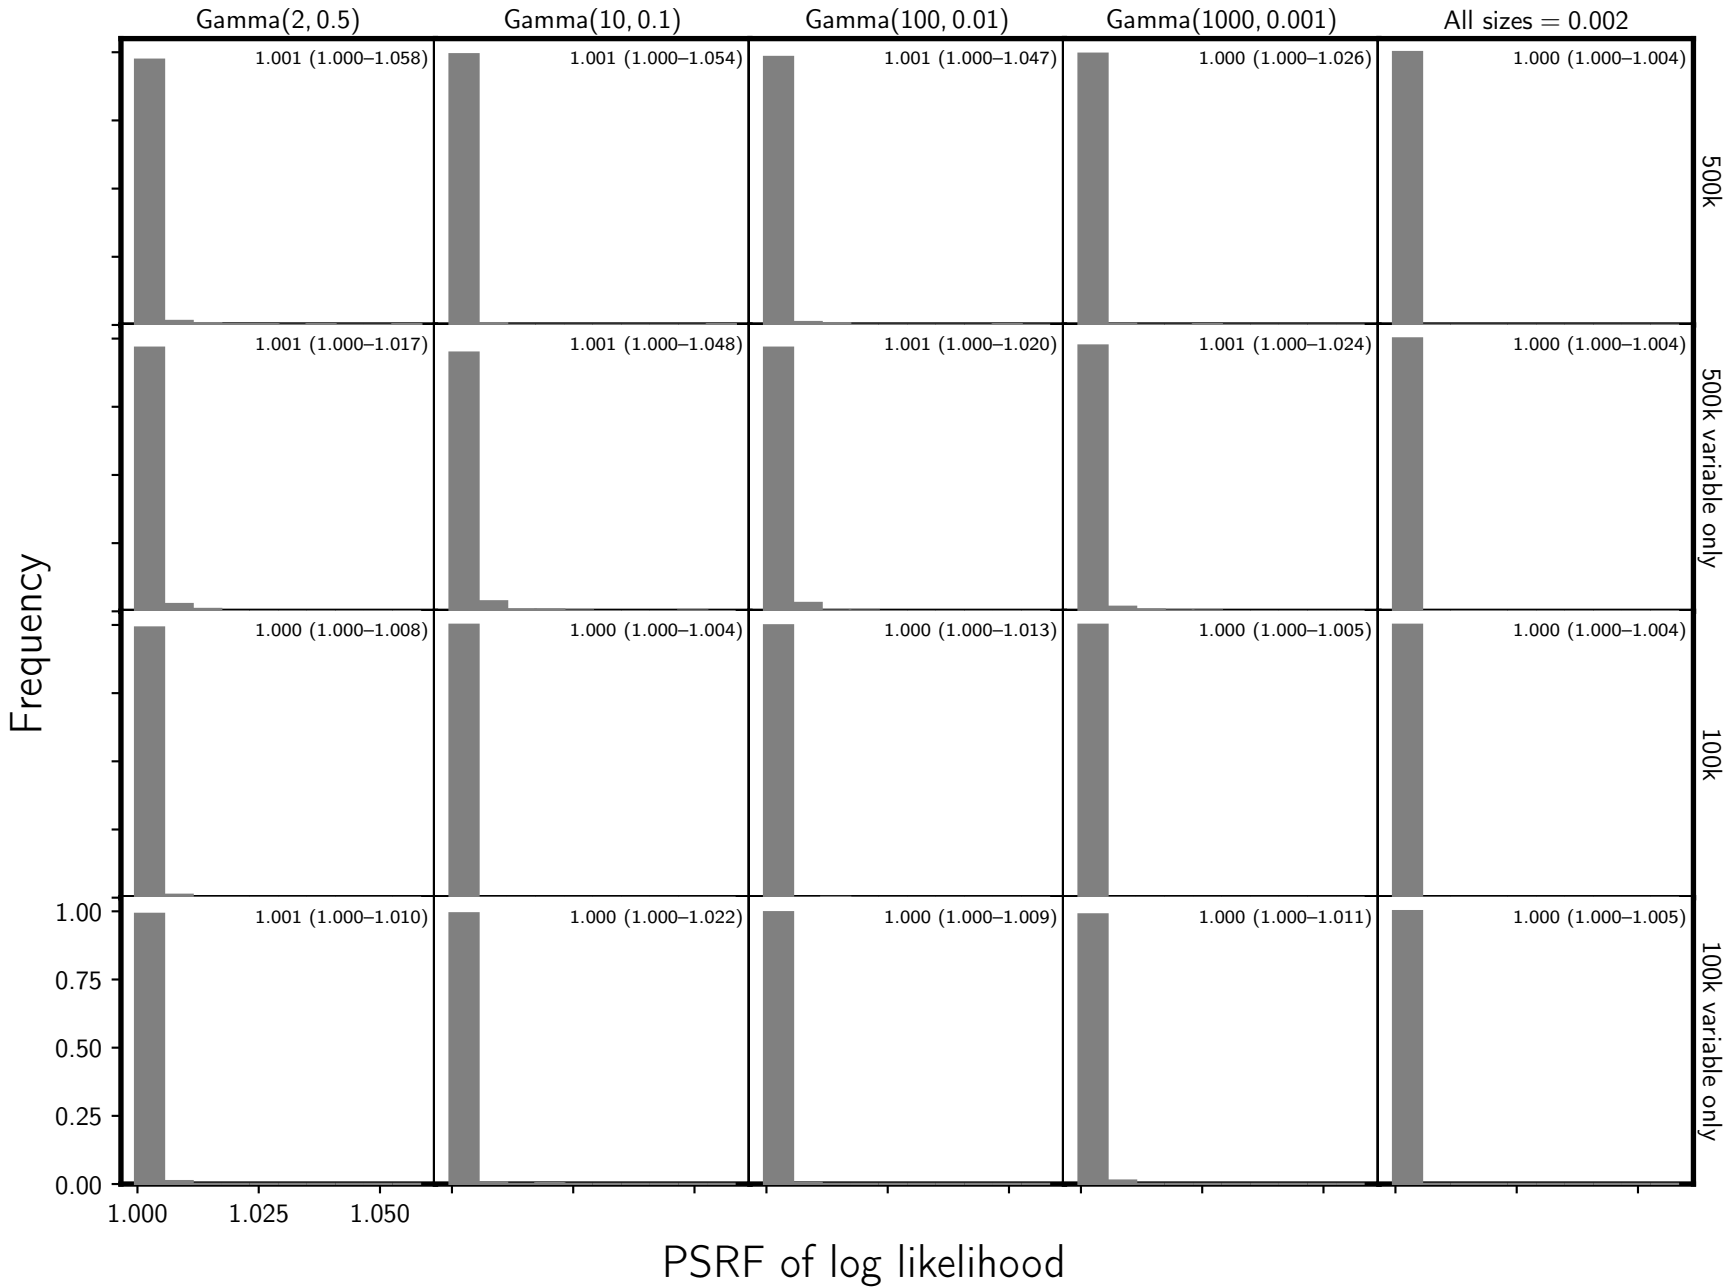 Gamma(2, 0.5) Gamma(10, 0.1) Gamma(100, 0.01) Gamma(1000, 0.001) All sizes = 0.002
1.001 (1.000–1.058) 1.001 (1.000–1.054) 1.001 (1.000–1.047) 1.000 (1.000–1.026) 1.000 (1.000–1.004)
500k
1.001 (1.000–1.017) 1.001 (1.000–1.048) 1.001 (1.000–1.020) 1.001 (1.000–1.024) 1.000 (1.000–1.004)
500k variable only
Frequency
1.000 (1.000–1.008) 1.000 (1.000–1.004) 1.000 (1.000–1.013) 1.000 (1.000–1.005) 1.000 (1.000–1.004)
100k
1.001 (1.000–1.010) 1.000 (1.000–1.022) 1.000 (1.000–1.009) 1.000 (1.000–1.011) 1.000 (1.000–1.005)
100k variable only
1.00
0.75
0.50
0.25
0.00
1.000 1.025 1.050
PSRF of log likelihood